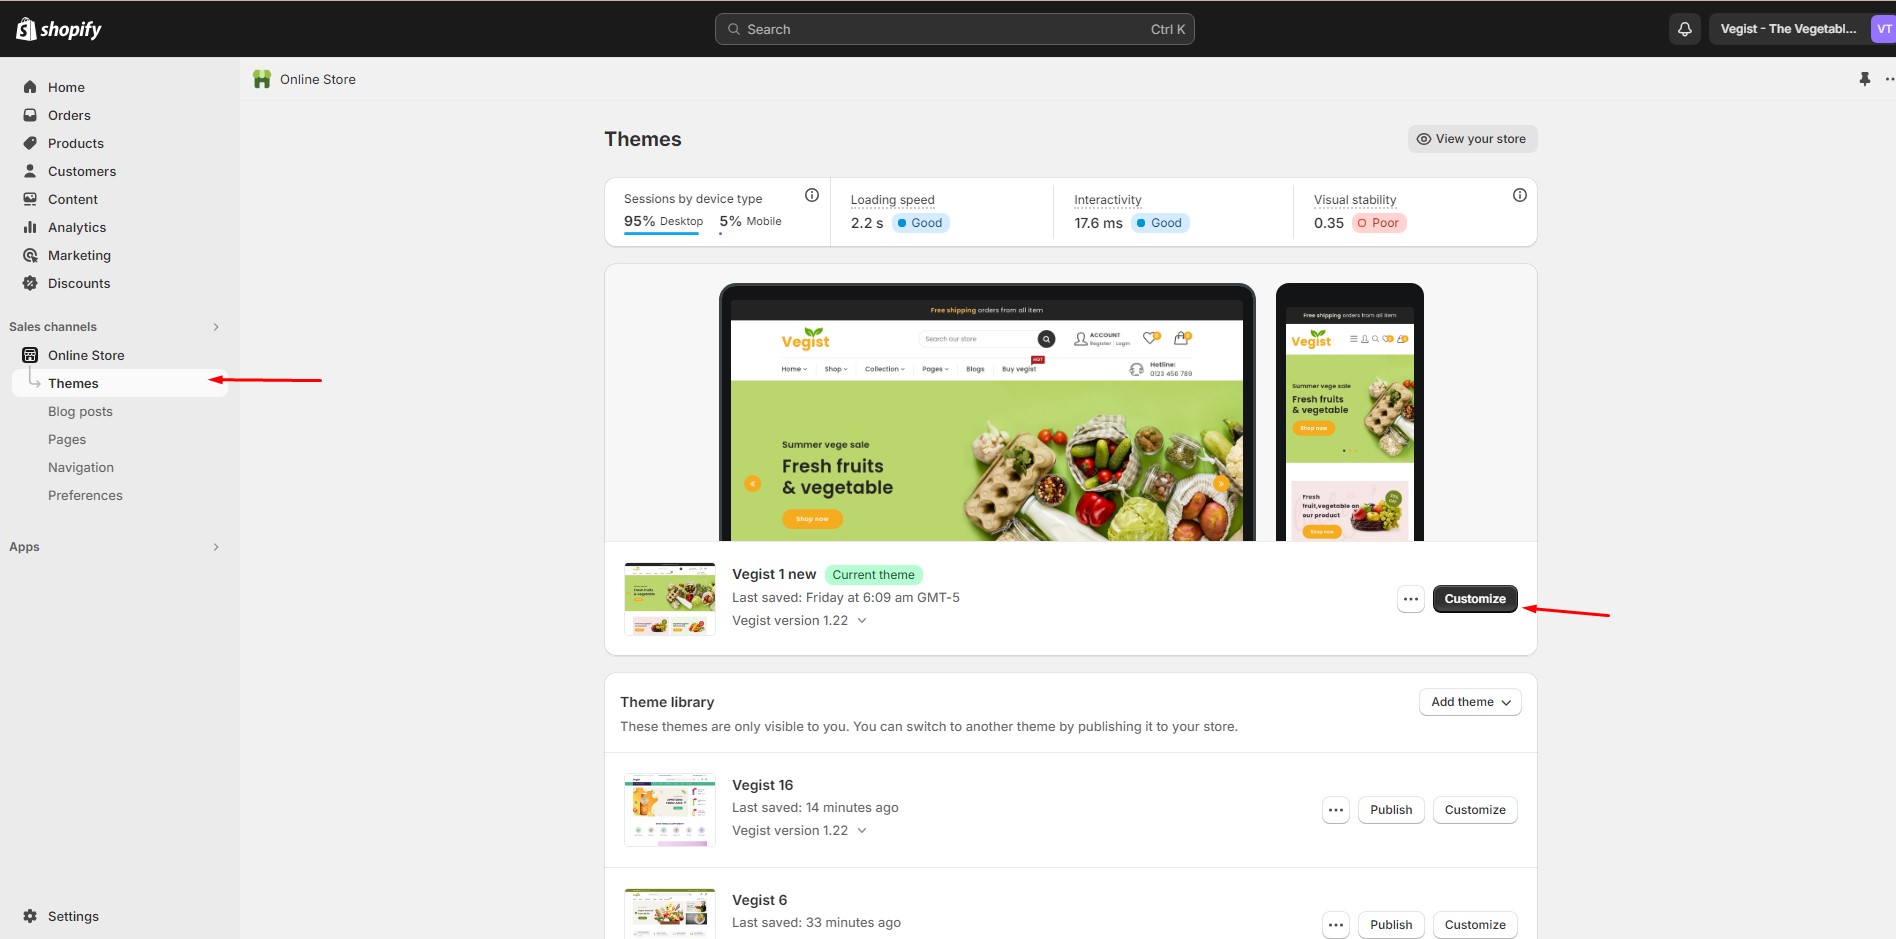 shopify
Search
Ctrl K
Vegist - The Vegetabl...
VT
Home
Orders
Products
Customers
Content
Analytics
Marketing
Discounts
Sales channels
Online Store
Themes
Blog posts
Pages
Navigation
Preferences
Apps
Settings
Online Store
Themes
View your store
Sessions by device type
95% Desktop 5% Mobile
Loading speed
2.2 s Good
Interactivity
17.6 ms Good
Visual stability
0.35 Poor
Free shipping orders from all item
Vegist
Search our store
ACCOUNT
Register Login
Home Shop Collection Pages Blogs Buy vegist
HOT
Hotline:
0123 456 789
Summer vege sale
Fresh fruits
& vegetable
Shop now
Free shipping orders from all item
Vegist
Summer vege sale
Fresh fruits
& vegetable
Shop now
Fresh
fruit,vegetable on
our product
Shop now
Vegist 1 new Current theme
Last saved: Friday at 6:09 am GMT-5
Vegist version 1.22
Customize
Theme library
Add theme
These themes are only visible to you. You can switch to another theme by publishing it to your store.
Vegist 16
Last saved: 14 minutes ago
Vegist version 1.22
Publish
Customize
Vegist 6
Last saved: 33 minutes ago
Publish
Customize